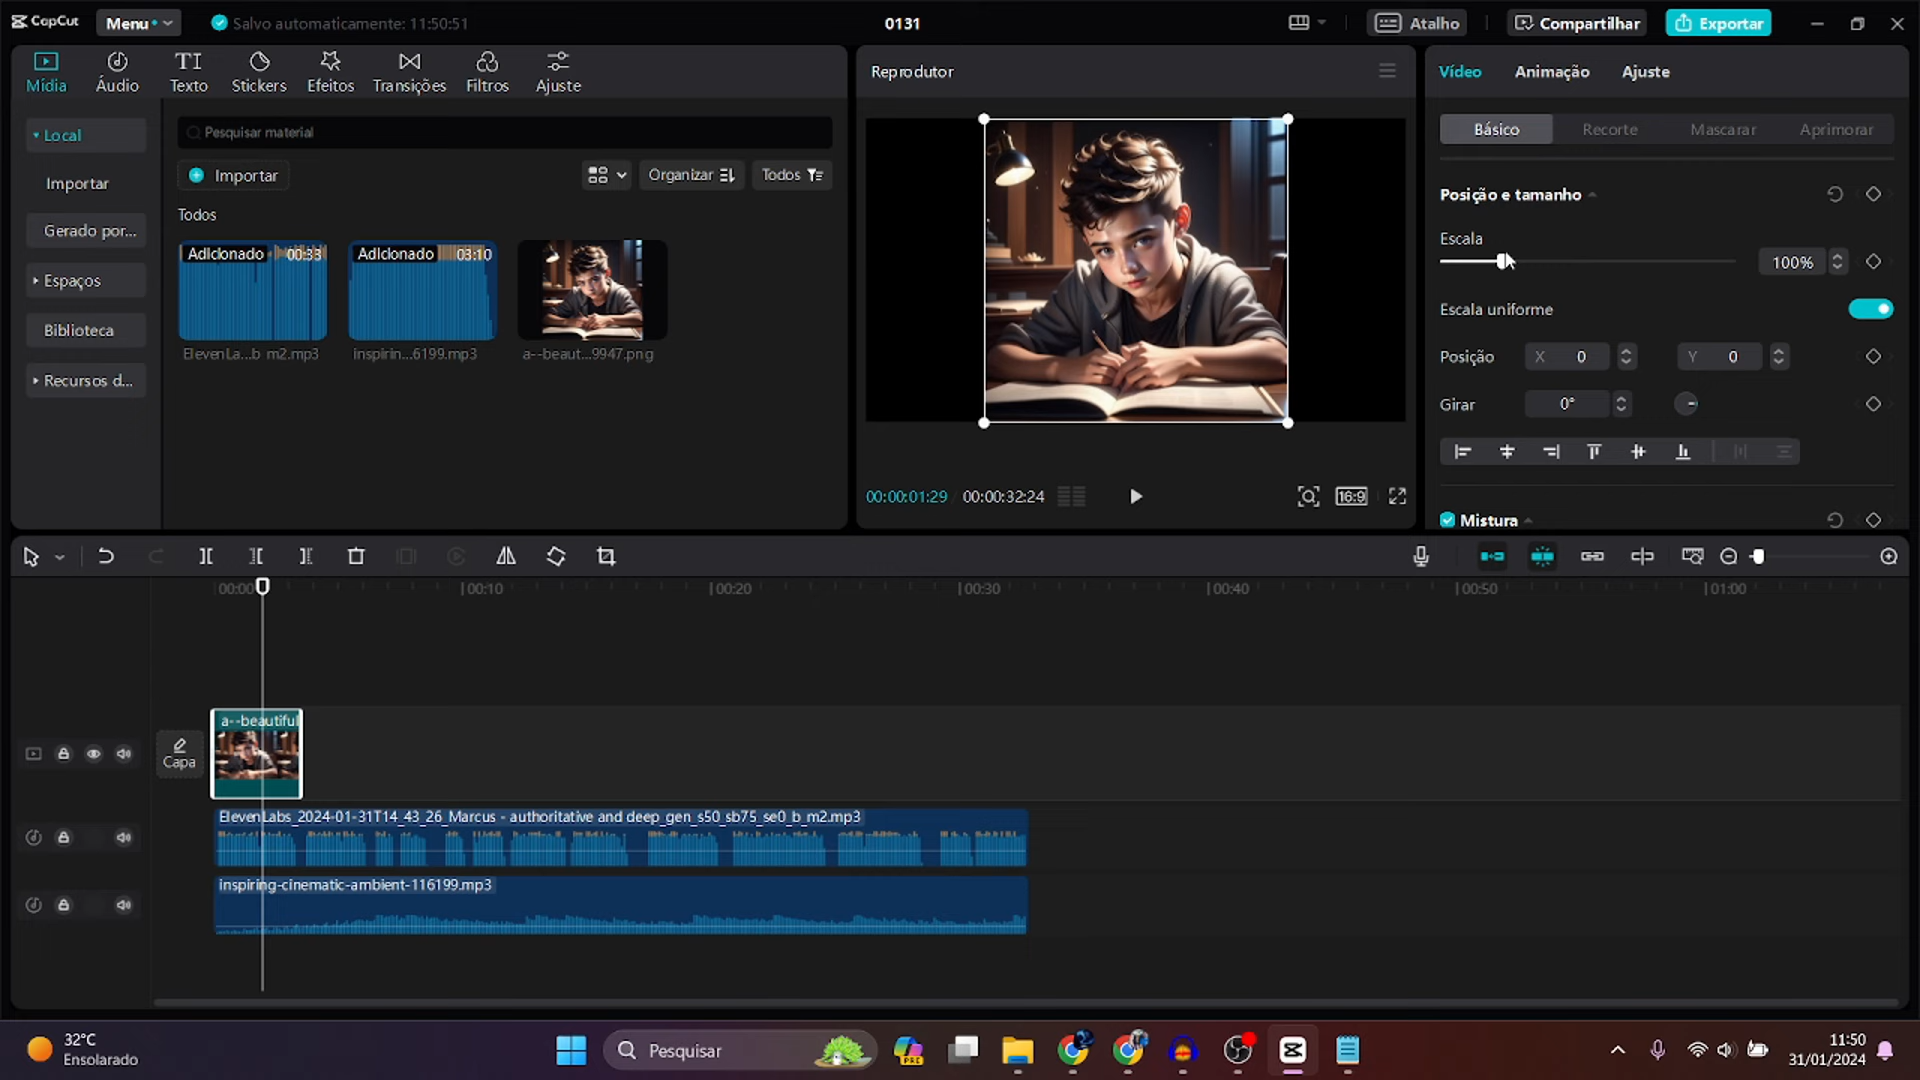 CapCut
Menu
Salvo automaticamente: 11:50:51
0131
Atalho
Compartilhar
Exportar
Mídia
Áudio
Texto
Stickers
Efeitos
Transições
Filtros
Ajuste
Local
Importar
Gerado por...
Espaços
Biblioteca
Recursos d...
Pesquisar material
Importar
Organizar
Todos
Todos
Adicionado 00:33
Adicionado 03:10
ElevenLa...b m2.mp3
inspirin...6199.mp3
a--beaut...9947.png
Reprodutor
00:00:01:29
00:00:32:24
16:9
Vídeo
Animação
Ajuste
Básico
Recorte
Mascarar
Aprimorar
Posição e tamanho
Escala
100%
Escala uniforme
Posição
X 0
Y 0
Girar
0°
Mistura
00:00
00:10
00:20
00:30
00:40
00:50
01:00
Capa
a--beautiful
ElevenLabs_2024-01-31T14_43_26_Marcus - authoritative and deep_gen_s50_sb75_se0_b_m2.mp3
inspiring-cinematic-ambient-116199.mp3
32°C
Ensolarado
Pesquisar
PRE
11:50
31/01/2024